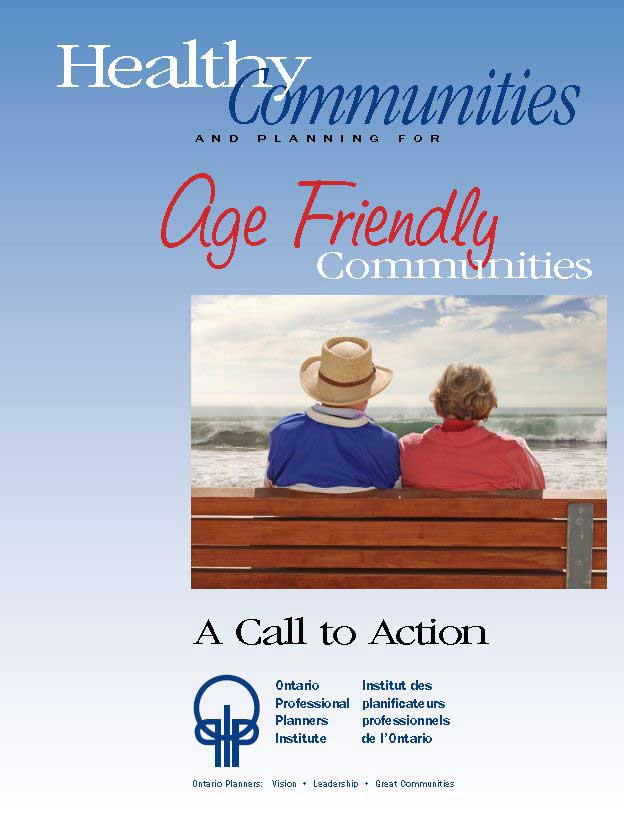 Healthy
Communities
AND PLANNING FOR
Age Friendly
Communities
A Call to Action
Ontario
Professional
Planners
Institute
Institut des
planificateurs
professionnels
de l'Ontario
Ontario Planners: Vision • Leadership • Great Communities